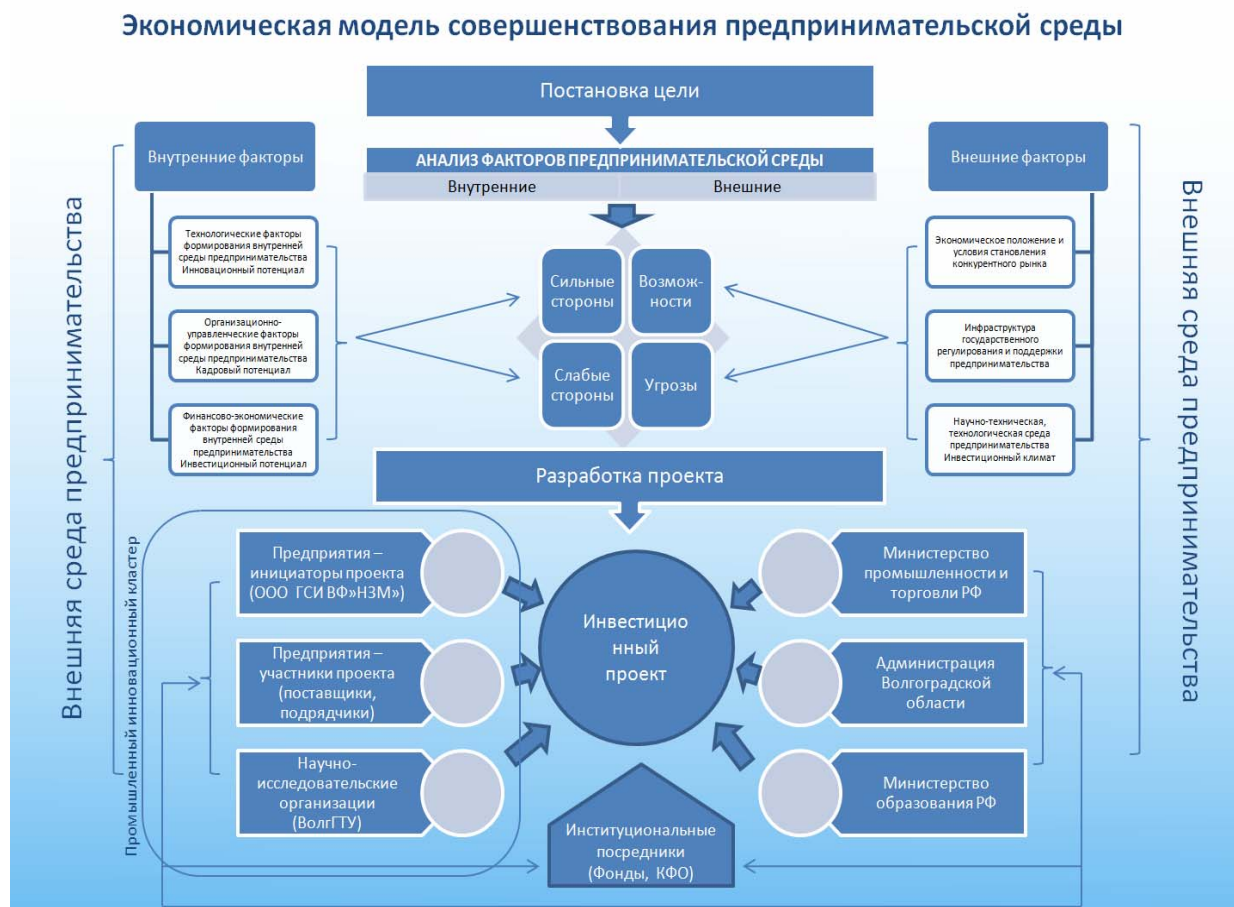 Экономическая модель совершенствования предпринимательской среды
Постановка цели
Внутренние факторы
АНАЛИЗ ФАКТОРОВ ПРЕДПРИНИМАТЕЛЬСКОЙ СРЕДЫ
Внутренние
Внешние
Внешние факторы
Внешняя среда предпринимательства
Технологические факторы
формирования внутренней
среды предпринимательства
Инновационный потенциал
Организационно-
управленческие факторы
формирования внутренней
среды предпринимательства
Кадровый потенциал
Финансово-экономические
факторы формирования
внутренней среды
предпринимательства
Инвестиционный потенциал
Сильные
стороны
Возмож-
ности
Слабые
стороны
Угрозы
Экономическое положение и
условия становления
конкурентного рынка
Инфраструктура
государственного
регулирования и поддержки
предпринимательства
Научно-техническая,
технологическая среда
предпринимательства
Инвестиционный климат
Внешняя среда предпринимательства
Разработка проекта
Промышленный инновационный кластер
Предприятия –
инициаторы проекта
(ООО ГСИ ВФ»НЗМ»)
Предприятия –
участники проекта
(поставщики,
подрядчики)
Научно-
исследовательские
организации
(ВолгГТУ)
Инвестицио
нный
проект
Министерство
промышленности и
торговли РФ
Администрация
Волгоградской
области
Министерство
образования РФ
Институциональные
посредники
(Фонды, КФО)